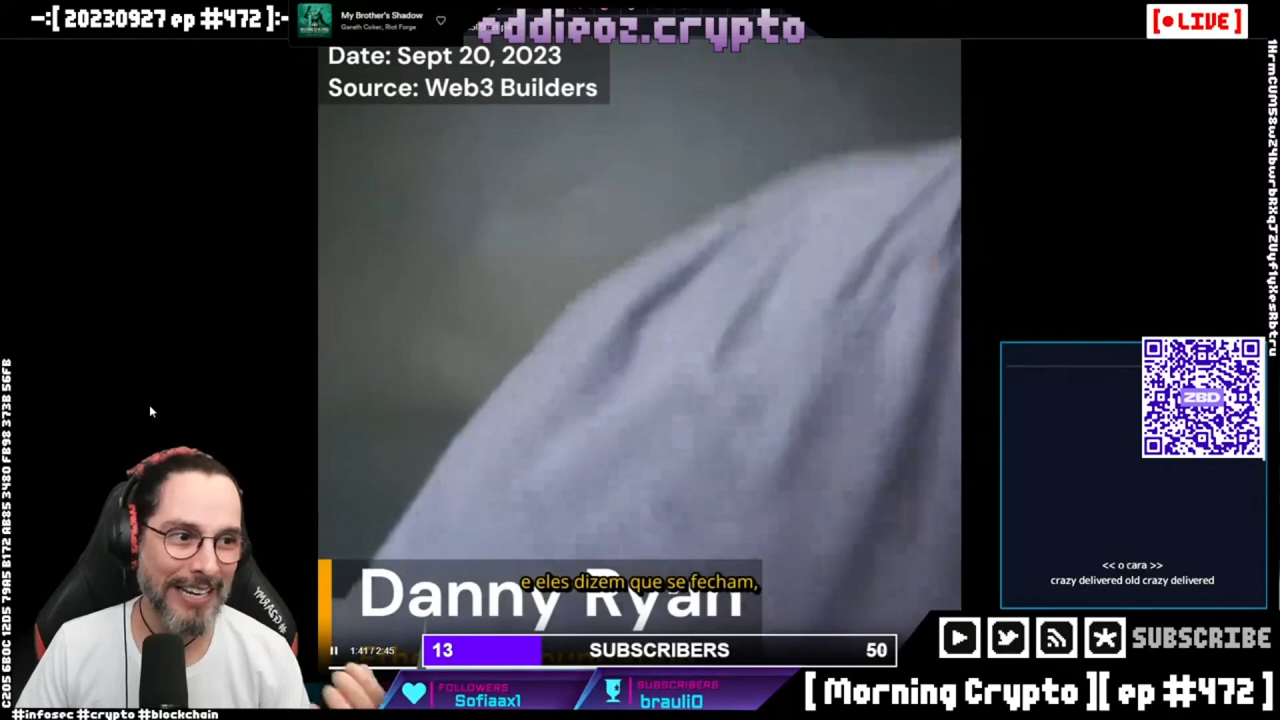 -:[ 20230927 ep #472 ]:-
My Brother's Shadow
Gareth Coker, Riot Forge
eddieoz.crypto
[● LIVE ]
Date: Sept 20, 2023
Source: Web3 Builders
ZBD
<< o cara >>
crazy delivered old crazy delivered
Danny Ryan
e eles dizem que se fecham,
1:41 / 2:45
13 SUBSCRIBERS 50
SUBSCRIBE
FOLLOWERS
Sofiaax1
SUBSCRIBERS
brauli0
[ Morning Crypto ][ ep #472 ]
#infosec #crypto #blockchain